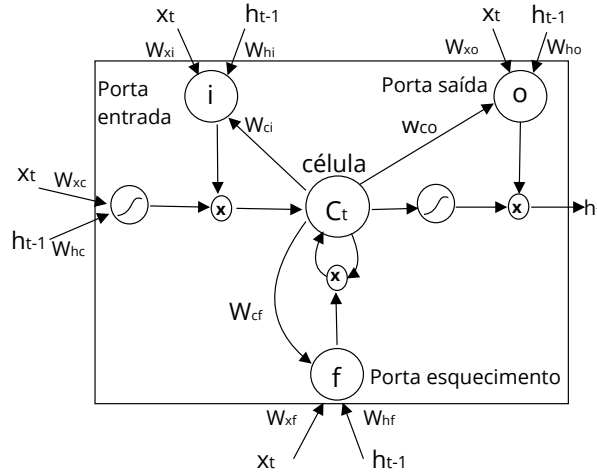 xt
ht-1
xt
ht-1
Wxi
Whi
Wxo
Who
Porta
entrada
i
Porta saída
o
Wci
wco
célula
xt
Wxc
x
Ct
x
h
ht-1
Whc
x
Wcf
f
Porta esquecimento
Wxf
Whf
xt
ht-1